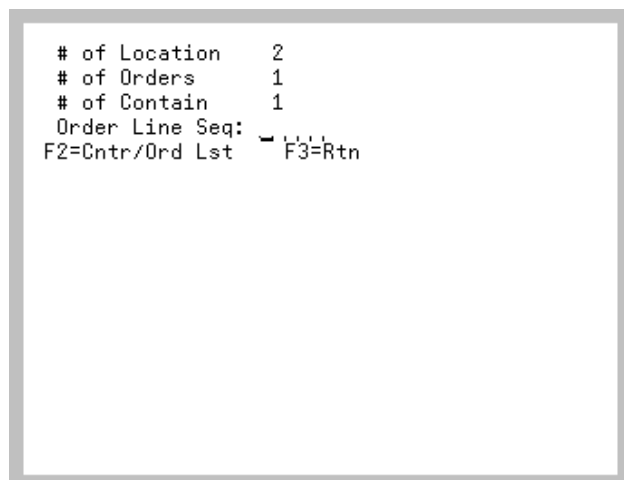 # of Location 2
# of Orders 1
# of Contain 1
Order Line Seq:
F2=Cntr/Ord Lst F3=Rtn